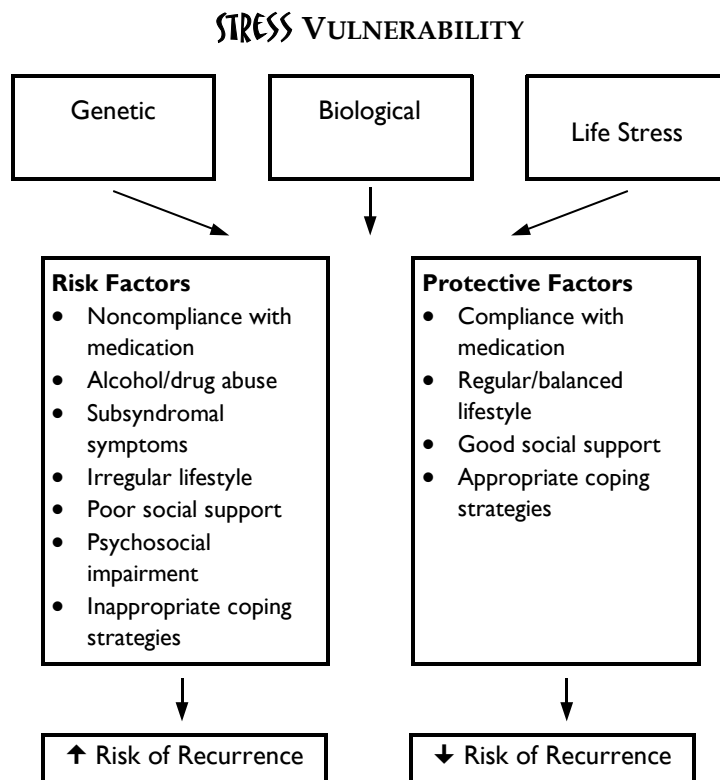 STRESS VULNERABILITY
Genetic
Biological
Life Stress
Risk Factors
• Noncompliance with
medication
• Alcohol/drug abuse
• Subsyndromal
symptoms
• Irregular lifestyle
• Poor social support
• Psychosocial
impairment
• Inappropriate coping
strategies
Protective Factors
• Compliance with
medication
• Regular/balanced
lifestyle
• Good social support
• Appropriate coping
strategies
↑ Risk of Recurrence
↓ Risk of Recurrence